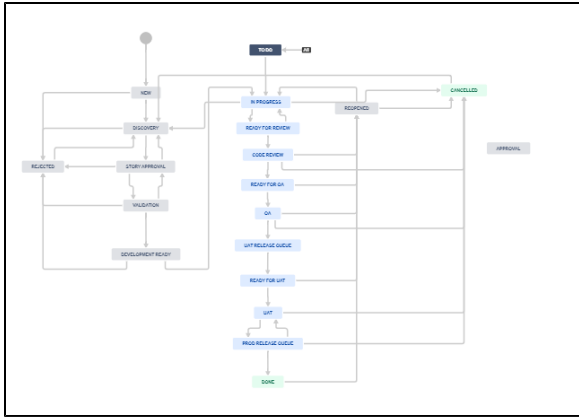 TO DO
All
NEW
CANCELLED
IN PROGRESS
REOPENED
DISCOVERY
READY FOR REVIEW
APPROVAL
CODE REVIEW
REJECTED
STORY APPROVAL
READY FOR QA
VALIDATION
QA
UAT RELEASE QUEUE
DEVELOPMENT READY
READY FOR UAT
UAT
PROD RELEASE QUEUE
DONE